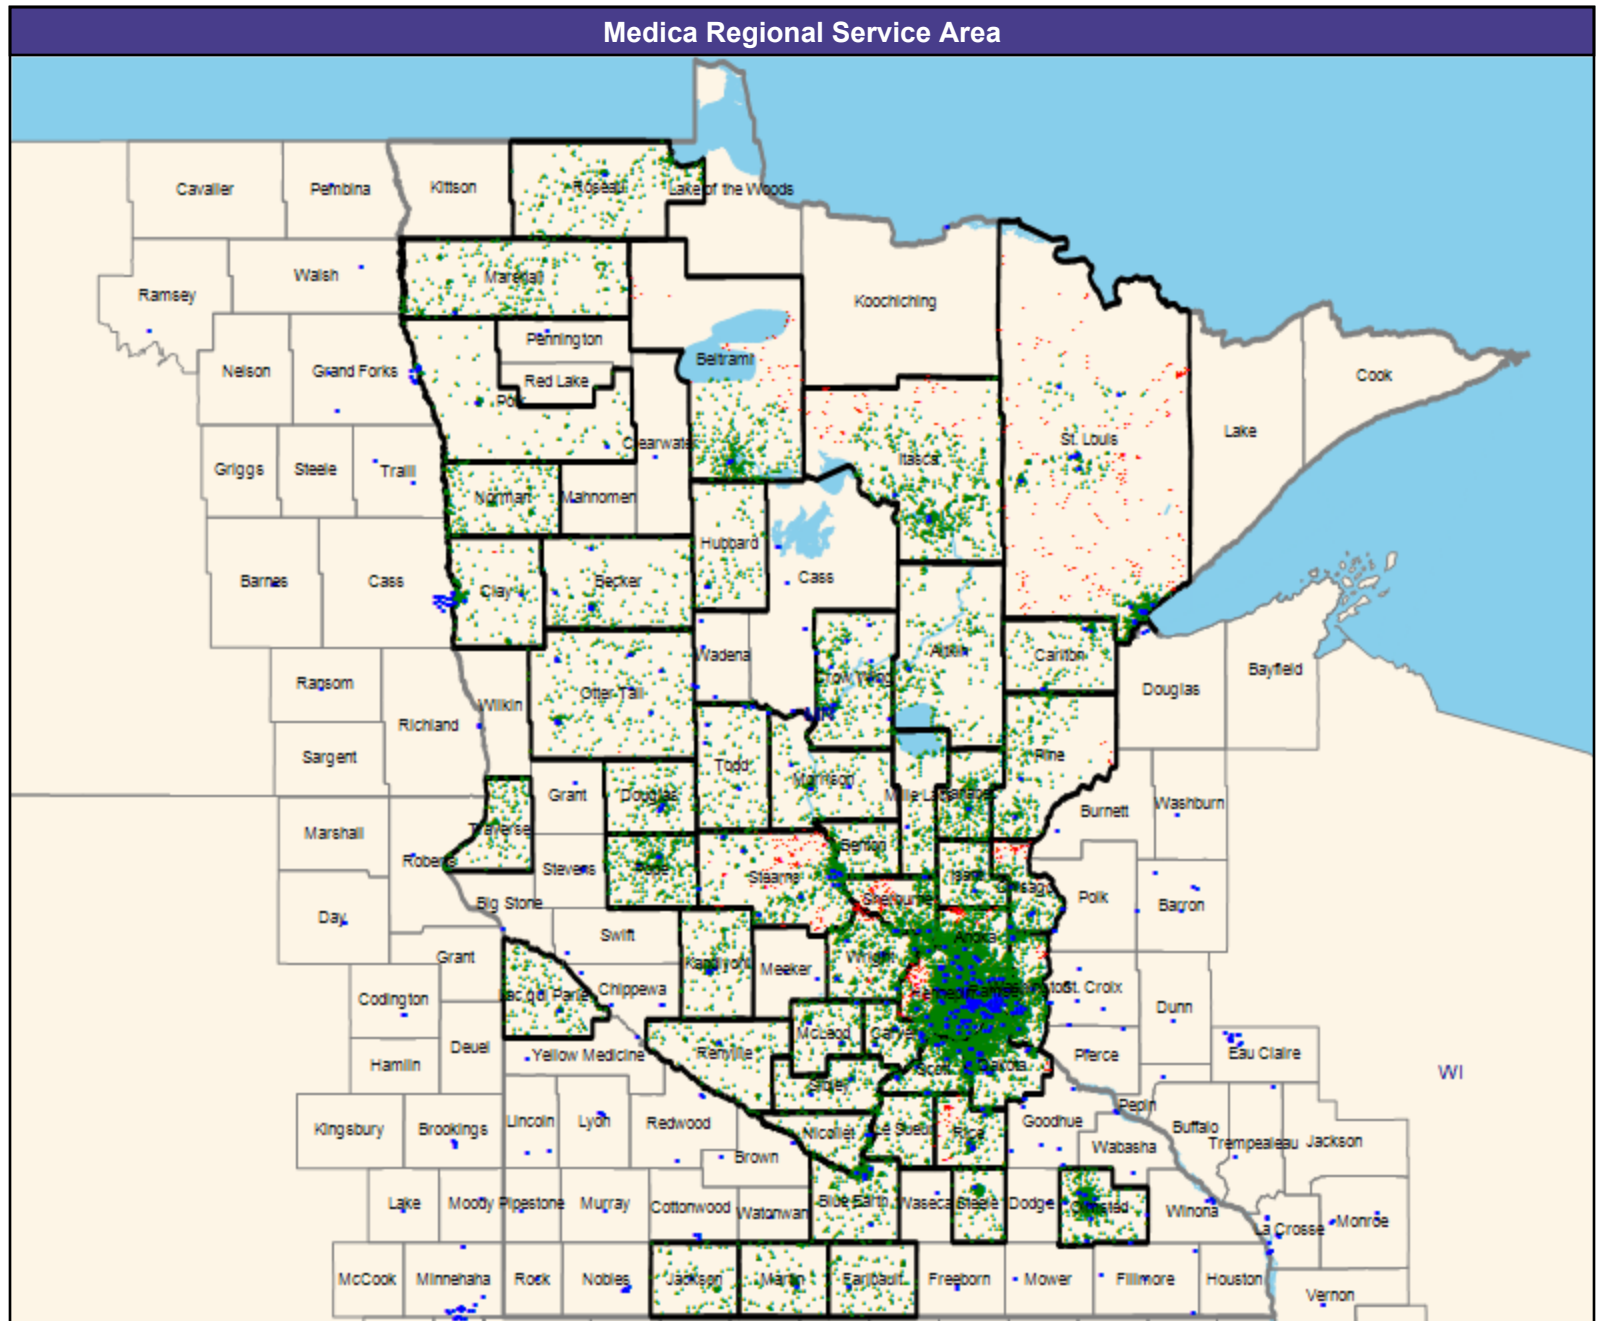 Medica Regional Service Area
Cavalier
Pembina
Kittson
Roseau
Lake of the Woods
Walsh
Marshall
Ramsey
Koochiching
Pennington
Beltrami
Nelson
Grand Forks
Red Lake
Cook
Polk
Clearwater
St. Louis
Lake
Griggs
Steele
Traill
Itasca
Norman
Mahnomen
Hubbard
Barnes
Cass
Clay
Becker
Cass
Wadena
Aitkin
Carlton
Bayfield
Ransom
Crow Wing
Otter Tail
Douglas
Wilkin
MN
Richland
Sargent
Pine
Todd
Morrison
Grant
Douglas
Mille Lacs
Kanabec
Burnett
Washburn
Marshall
Traverse
Benton
Roberts
Stevens
Pope
Stearns
Isanti
Chisago
Sherburne
Polk
Barron
Big Stone
Day
Swift
Anoka
Grant
Kandiyohi
Meeker
Wright
Codington
Lac qui Parle
Chippewa
Hennepin
Ramsey
St. Croix
Dunn
Deuel
Yellow Medicine
Renville
McLeod
Carver
Pierce
Eau Claire
Hamlin
Scott
Dakota
WI
Sibley
Pepin
Kingsbury
Brookings
Lincoln
Lyon
Redwood
Nicollet
Le Sueur
Rice
Goodhue
Wabasha
Buffalo
Trempealeau
Jackson
Brown
Lake
Moody
Pipestone
Murray
Cottonwood
Watonwan
Blue Earth
Waseca
Steele
Dodge
Olmsted
Winona
La Crosse
Monroe
McCook
Minnehaha
Rock
Nobles
Jackson
Martin
Faribault
Freeborn
Mower
Fillmore
Houston
Vernon